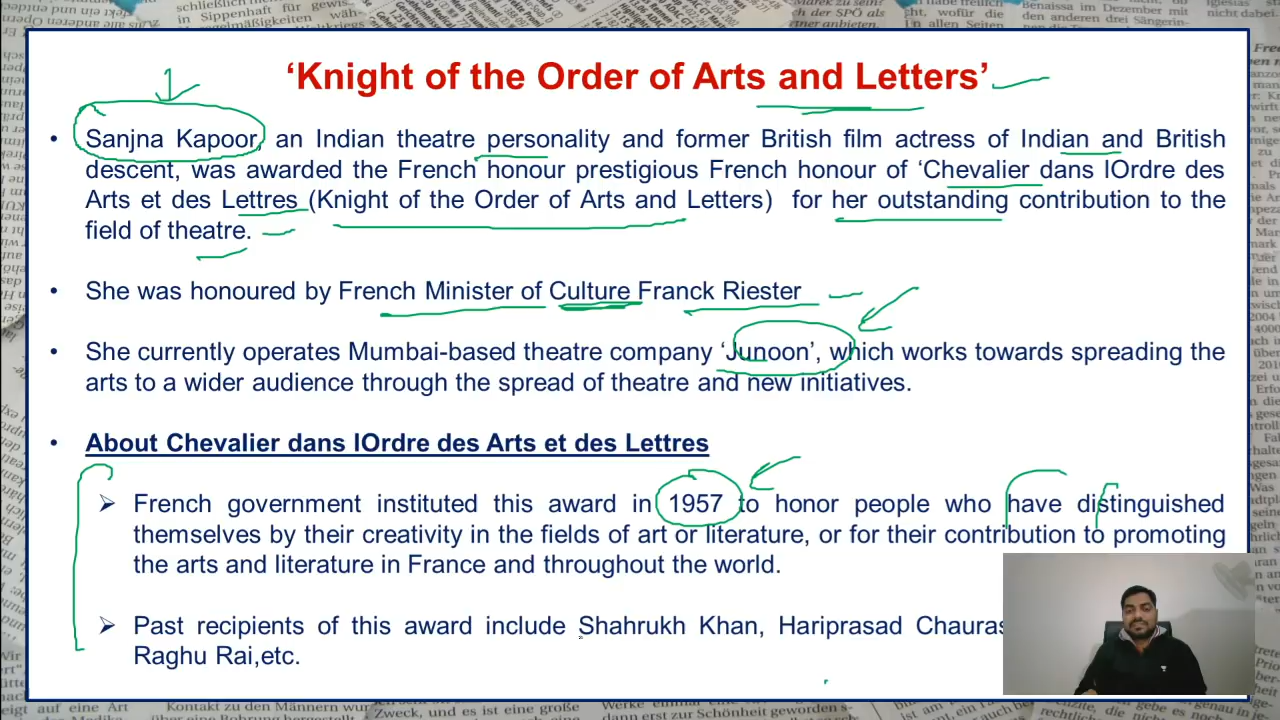 ‘Knight of the Order of Arts and Letters’
• Sanjna Kapoor, an Indian theatre personality and former British film actress of Indian and British
descent, was awarded the French honour prestigious French honour of ‘Chevalier dans lOrdre des
Arts et des Lettres (Knight of the Order of Arts and Letters) for her outstanding contribution to the
field of theatre.
• She was honoured by French Minister of Culture Franck Riester
• She currently operates Mumbai-based theatre company ‘Junoon’, which works towards spreading the
arts to a wider audience through the spread of theatre and new initiatives.
• About Chevalier dans lOrdre des Arts et des Lettres
➢ French government instituted this award in 1957 to honor people who have distinguished
themselves by their creativity in the fields of art or literature, or for their contribution to promoting
the arts and literature in France and throughout the world.
➢ Past recipients of this award include Shahrukh Khan, Hariprasad Chauras
Raghu Rai,etc.